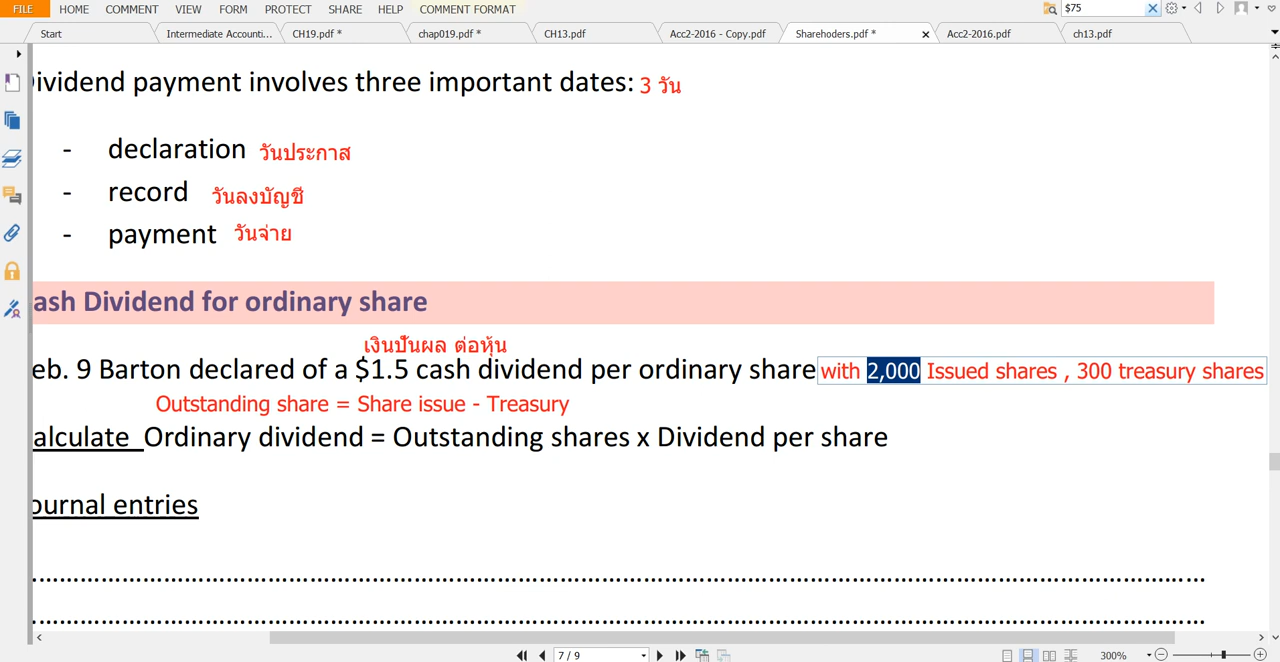 FILE HOME COMMENT VIEW FORM PROTECT SHARE HELP COMMENT FORMAT $75
Start Intermediate Accounti... CH19.pdf * chap019.pdf * CH13.pdf Acc2-2016 - Copy.pdf Sharehoders.pdf * Acc2-2016.pdf ch13.pdf
ividend payment involves three important dates: 3 วัน
- declaration วันประกาส
- record วันลงบัญชี
- payment วันจ่าย
ash Dividend for ordinary share
เงินปันผล ต่อหุ้น
eb. 9 Barton declared of a $1.5 cash dividend per ordinary share with 2,000 Issued shares , 300 treasury shares
Outstanding share = Share issue - Treasury
alculate Ordinary dividend = Outstanding shares x Dividend per share
ournal entries
7 / 9 300%